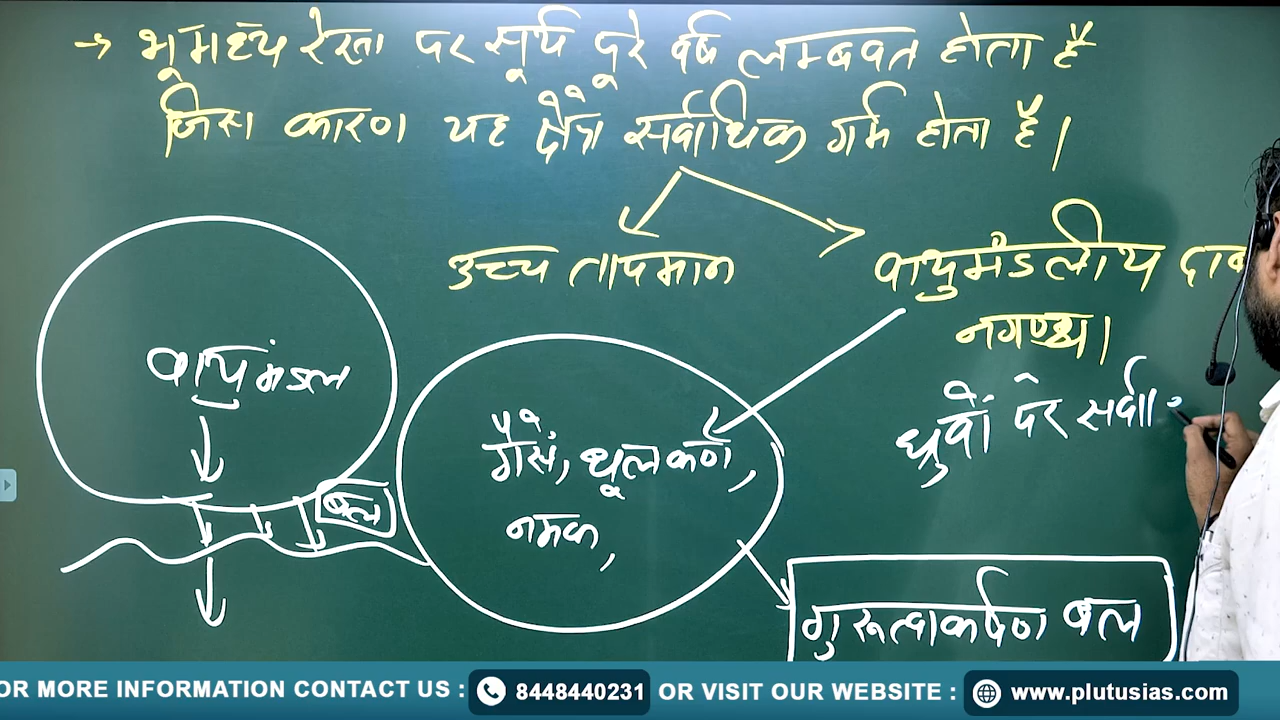 → भूमध्य रेखा पर सूर्य पूरे वर्ष लम्बवत होता है
जिस कारण यह क्षेत्र सर्वाधिक गर्म होता है।
उच्च तापमान
वायुमंडलीय दाब
नगण्य।
वायुमंडल
ध्रुवों पर सर्वा
गैसें, धूलकण,
बल
नमक,
गुरूत्वाकर्षण बल
OR MORE INFORMATION CONTACT US : 8448440231 OR VISIT OUR WEBSITE : www.plutusias.com